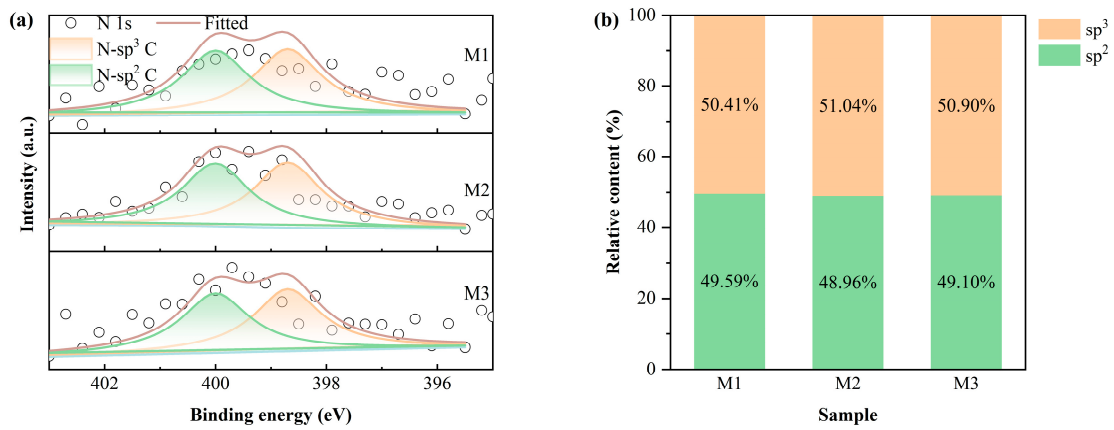 (a)
N 1s
Fitted
N-sp³ C
N-sp² C
M1
M2
M3
Intensity (a.u.)
402
400
398
396
Binding energy (eV)
(b)
sp³
sp²
100
80
60
40
20
0
Relative content (%)
50.41%
51.04%
50.90%
49.59%
48.96%
49.10%
M1
M2
M3
Sample